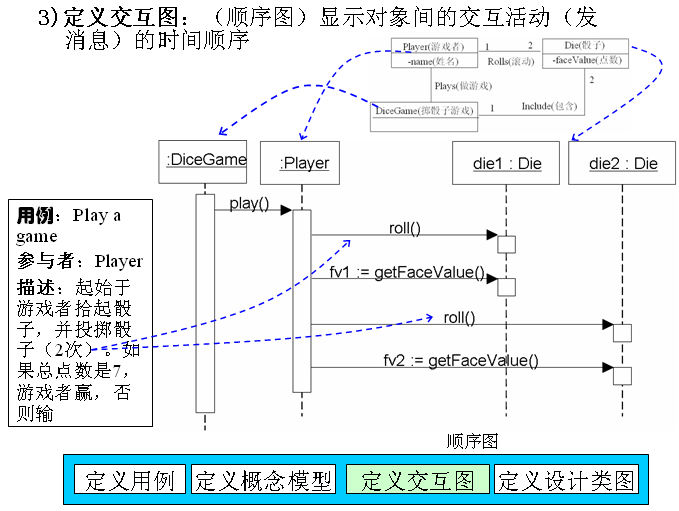 3)定义交互图：（顺序图）显示对象间的交互活动（发
消息）的时间顺序
Player(游戏者)
-name(姓名)
1
2
Rolls(滚动)
Die(骰子)
-faceValue(点数)
Plays(做游戏)
2
DiceGame(掷骰子游戏)
1
Include(包含)
:DiceGame
:Player
die1 : Die
die2 : Die
play()
roll()
fv1 := getFaceValue()
roll()
fv2 := getFaceValue()
用例：Play a
game
参与者：Player
描述：起始于
游戏者拾起骰
子，并投掷骰
子（2次）。如
果总点数是7，
游戏者赢，否
则输
顺序图
定义用例
定义概念模型
定义交互图
定义设计类图